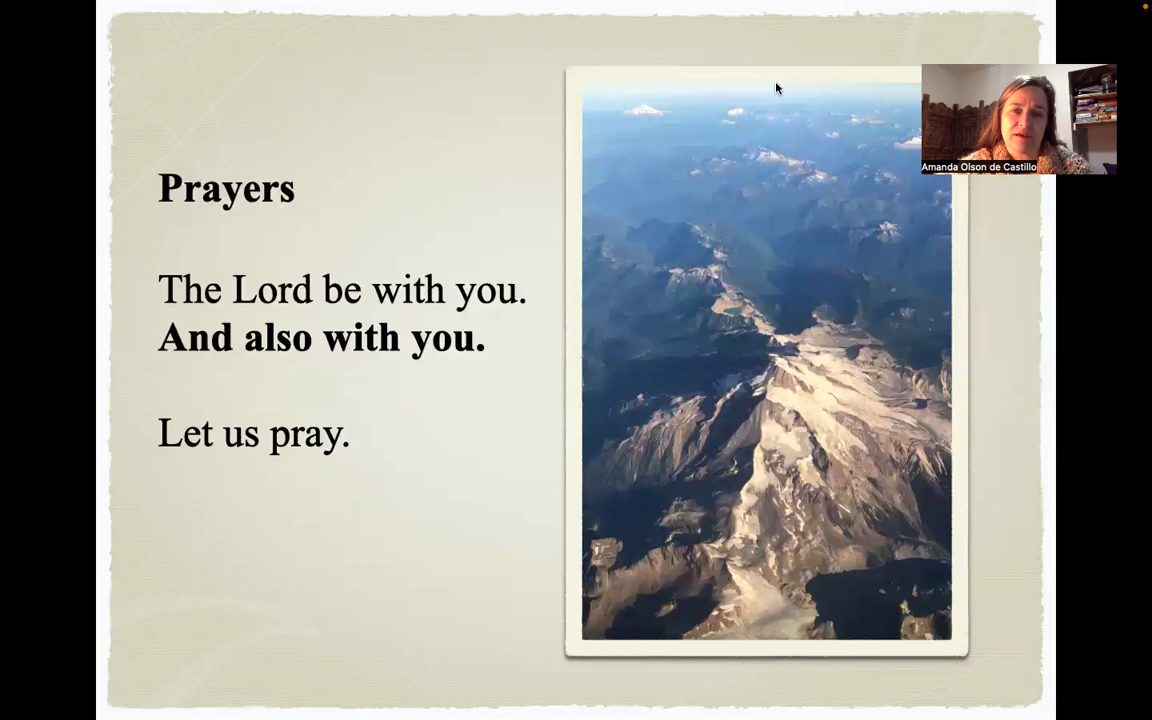 Prayers
The Lord be with you.
And also with you.
Let us pray.
Amanda Olson de Castillo